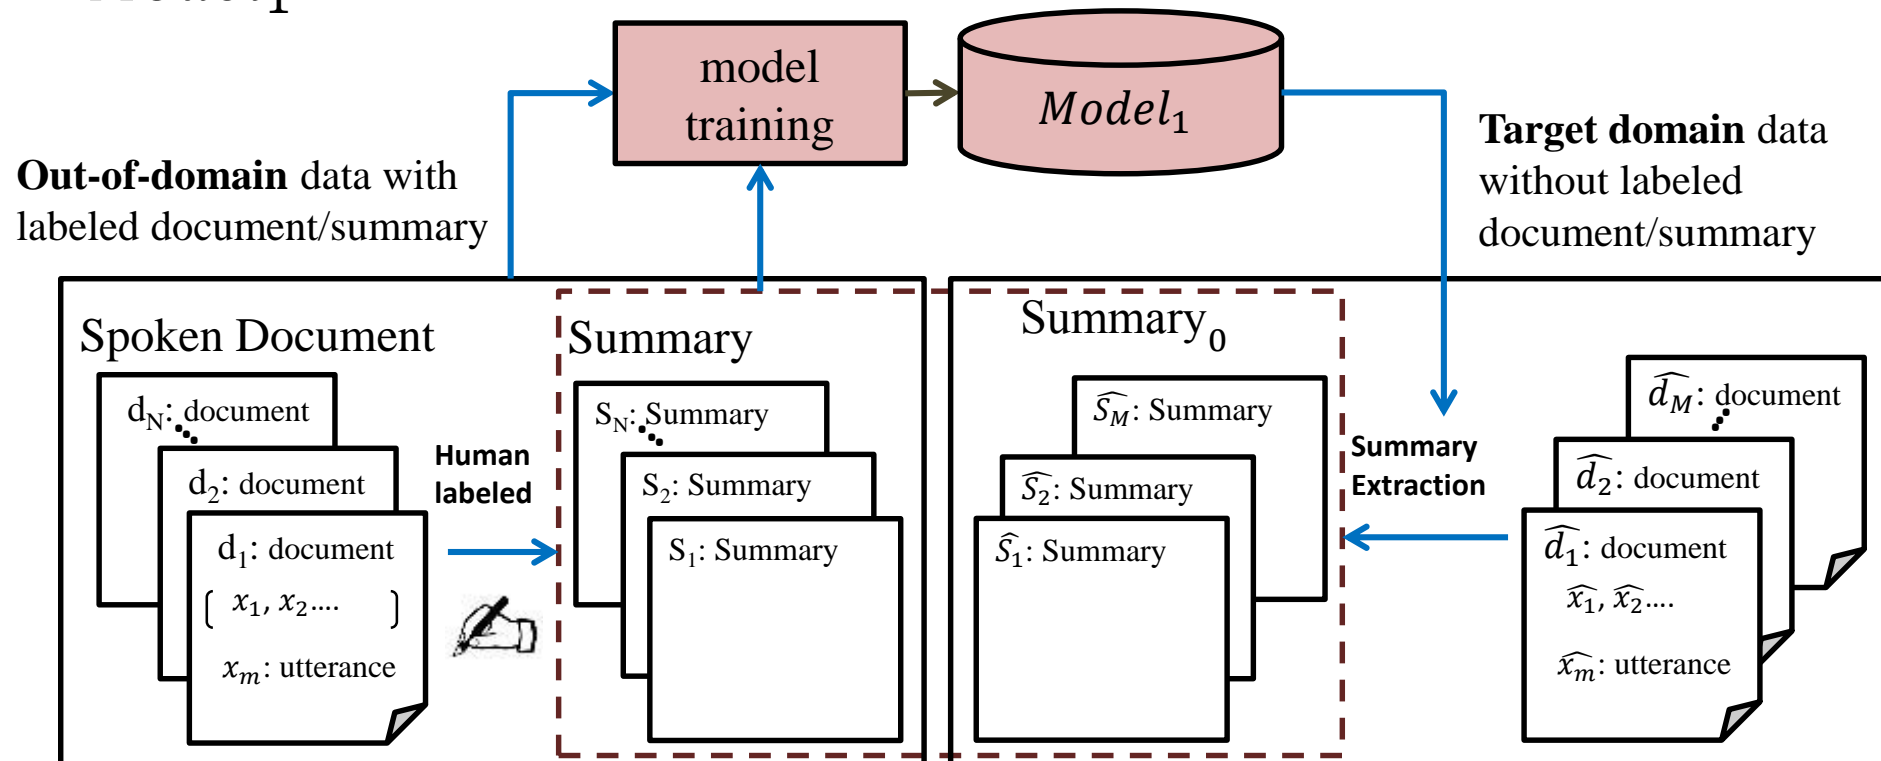 model
training
Model₁
Out-of-domain data with
labeled document/summary
Target domain data
without labeled
document/summary
Spoken Document
d_N: document
d₂: document
d₁: document
x₁, x₂....
x_m: utterance
Human
labeled
Summary
S_N: Summary
S₂: Summary
S₁: Summary
Summary₀
S_M̂: Summary
Ŝ₂: Summary
Ŝ₁: Summary
Summary
Extraction
d̂_M: document
d̂₂: document
d̂₁: document
x̂₁, x̂₂....
x̂_m: utterance